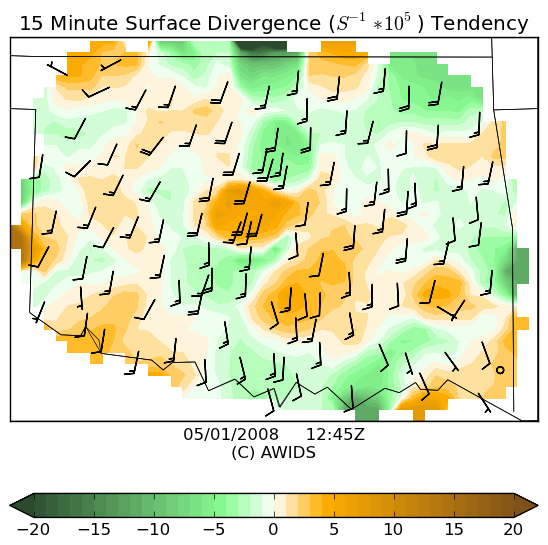 15 Minute Surface Divergence (S⁻¹ *10⁵ ) Tendency
05/01/2008 12:45Z
(C) AWIDS
−20 −15 −10 −5 0 5 10 15 20